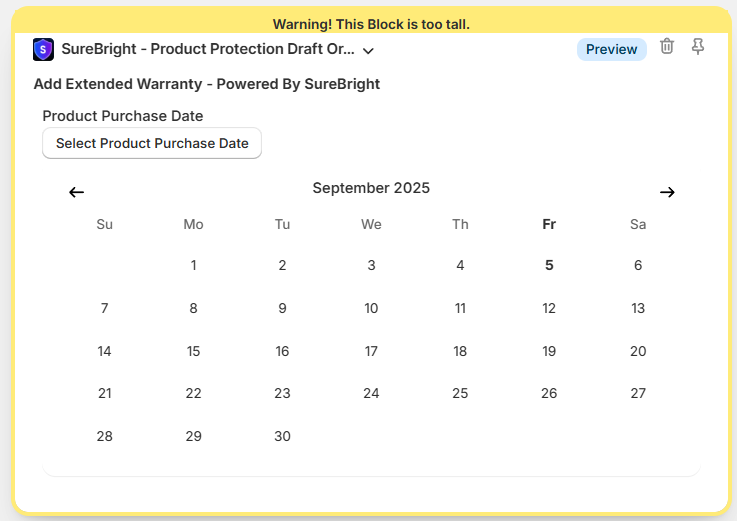 Warning! This Block is too tall.
S SureBright - Product Protection Draft Or... Preview
Add Extended Warranty - Powered By SureBright
Product Purchase Date
Select Product Purchase Date
September 2025
Su Mo Tu We Th Fr Sa
1 2 3 4 5 6
7 8 9 10 11 12 13
14 15 16 17 18 19 20
21 22 23 24 25 26 27
28 29 30